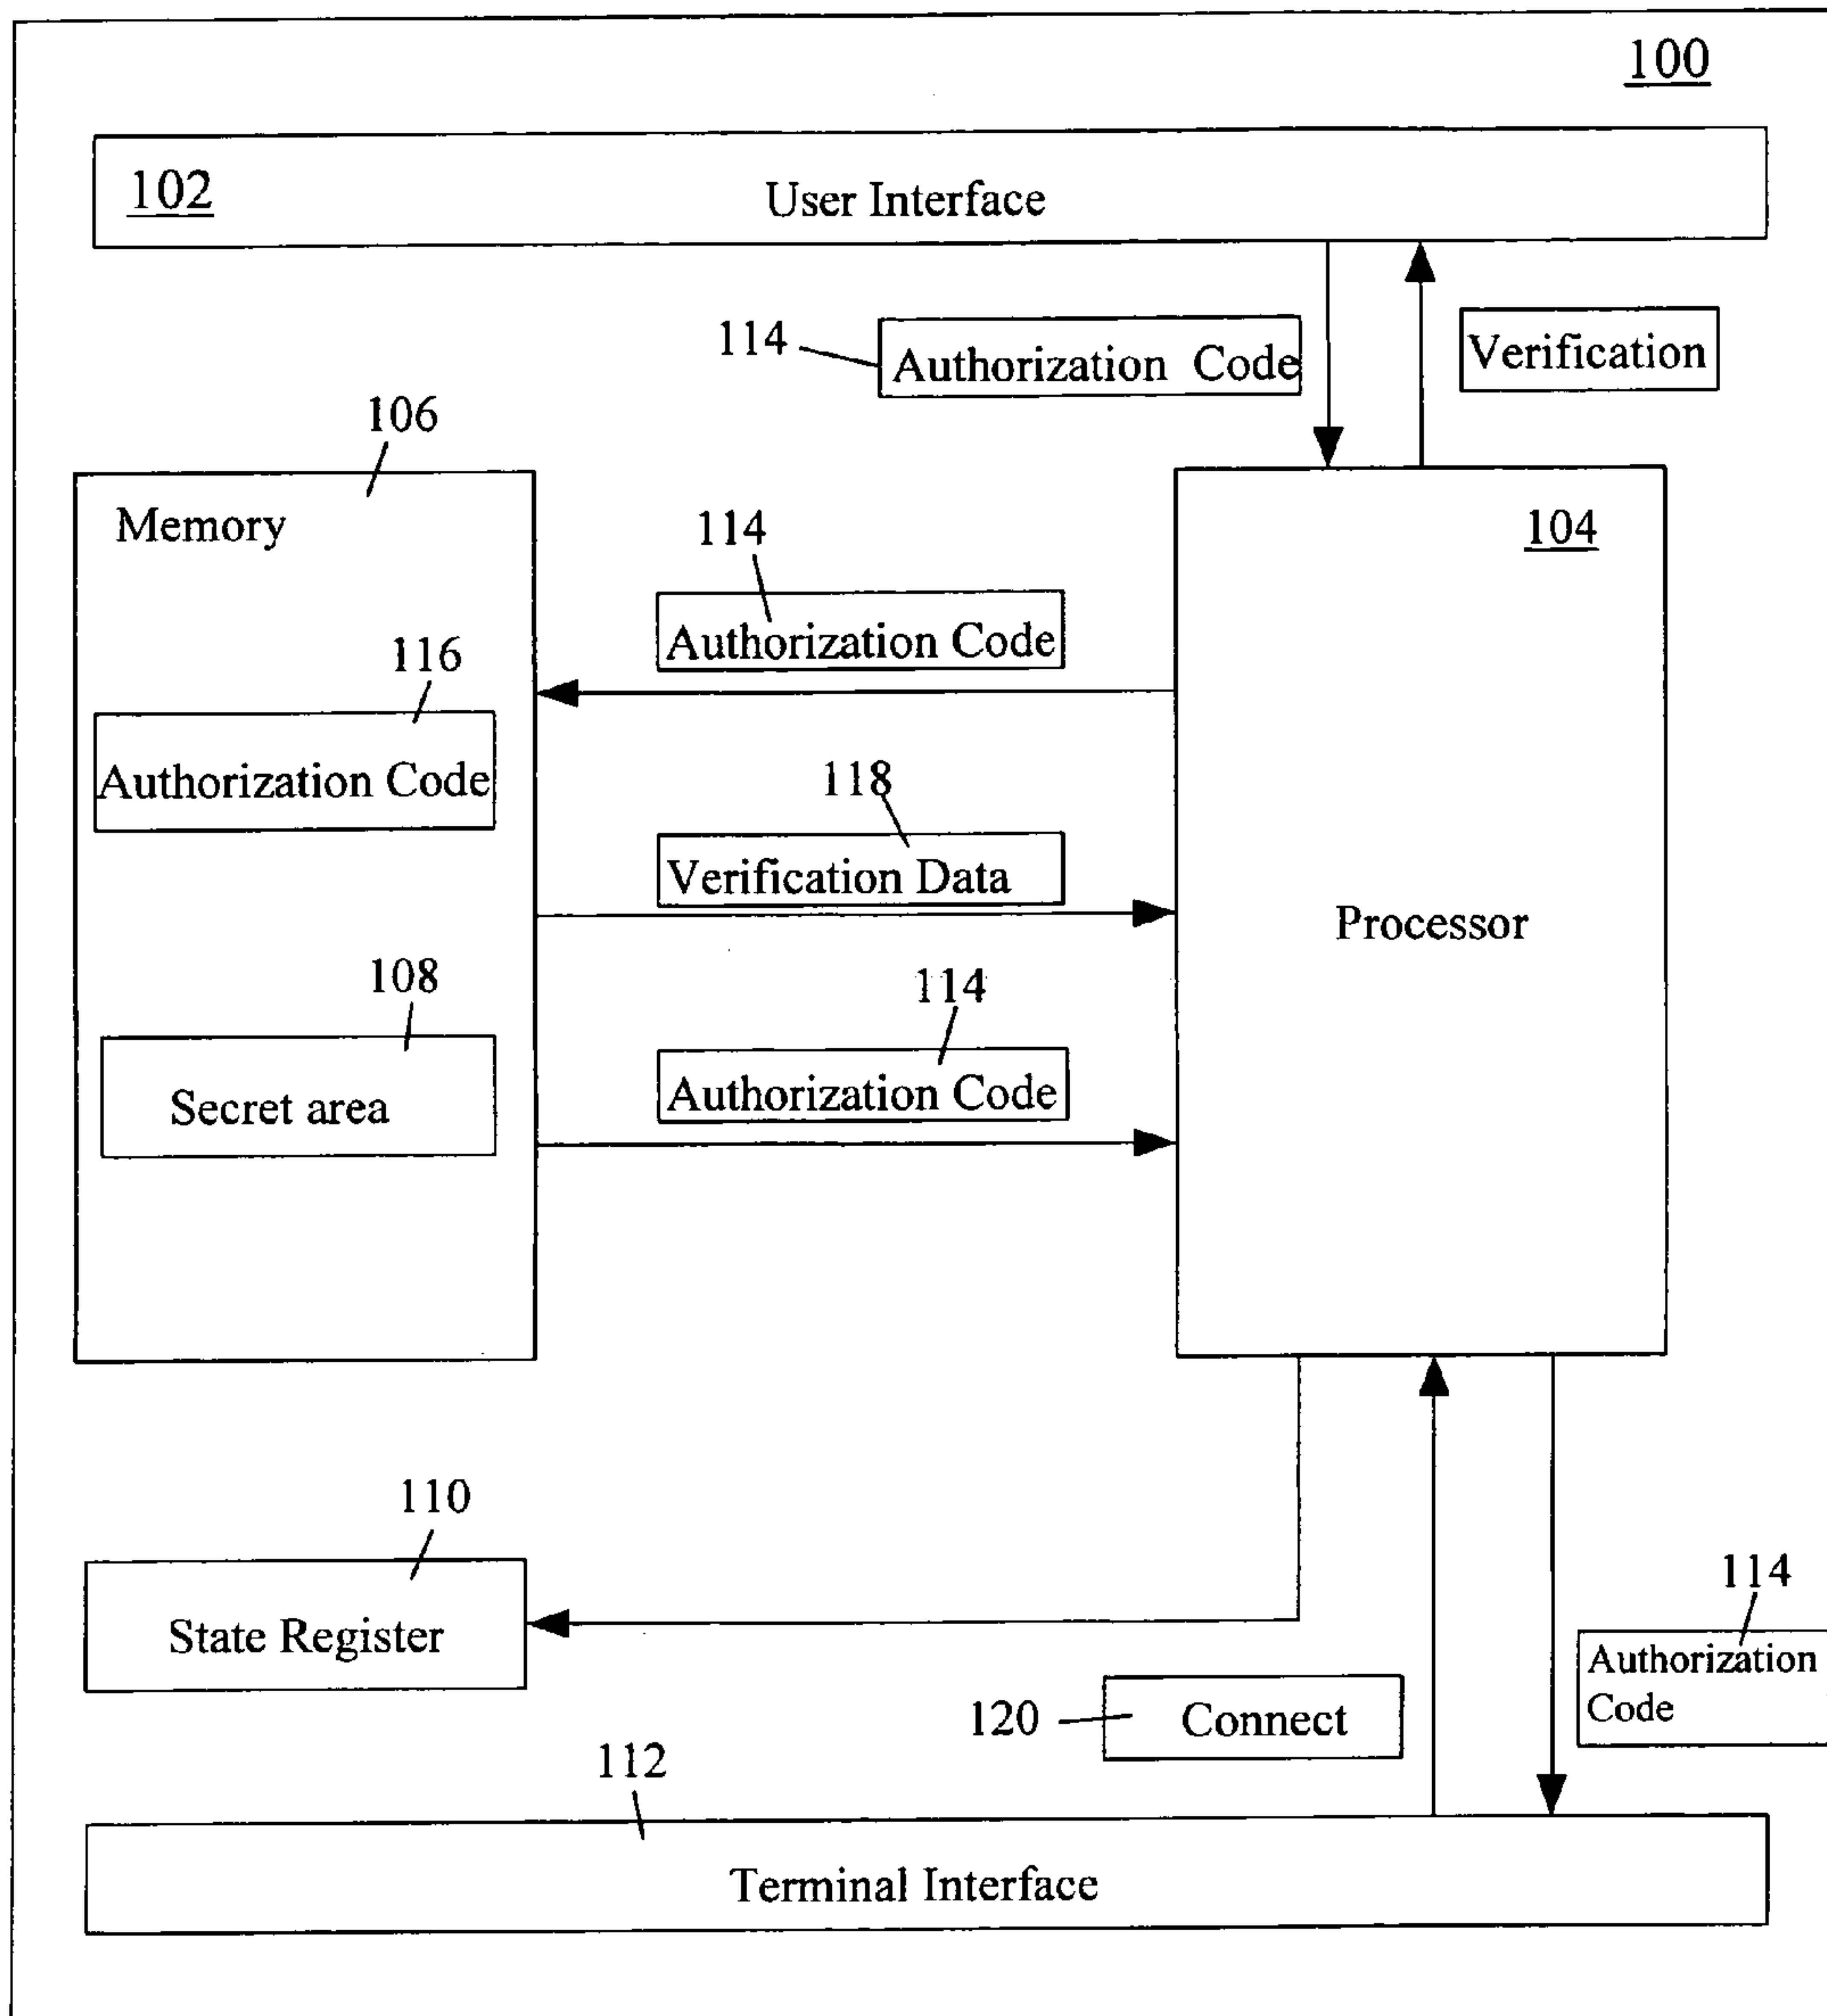 100
102
User Interface
114
Authorization Code
Verification
106
Memory
104
114
Authorization Code
116
Authorization Code
118
Verification Data
Processor
108
114
Secret area
Authorization Code
110
State Register
114
Authorization
Code
120
Connect
112
Terminal Interface